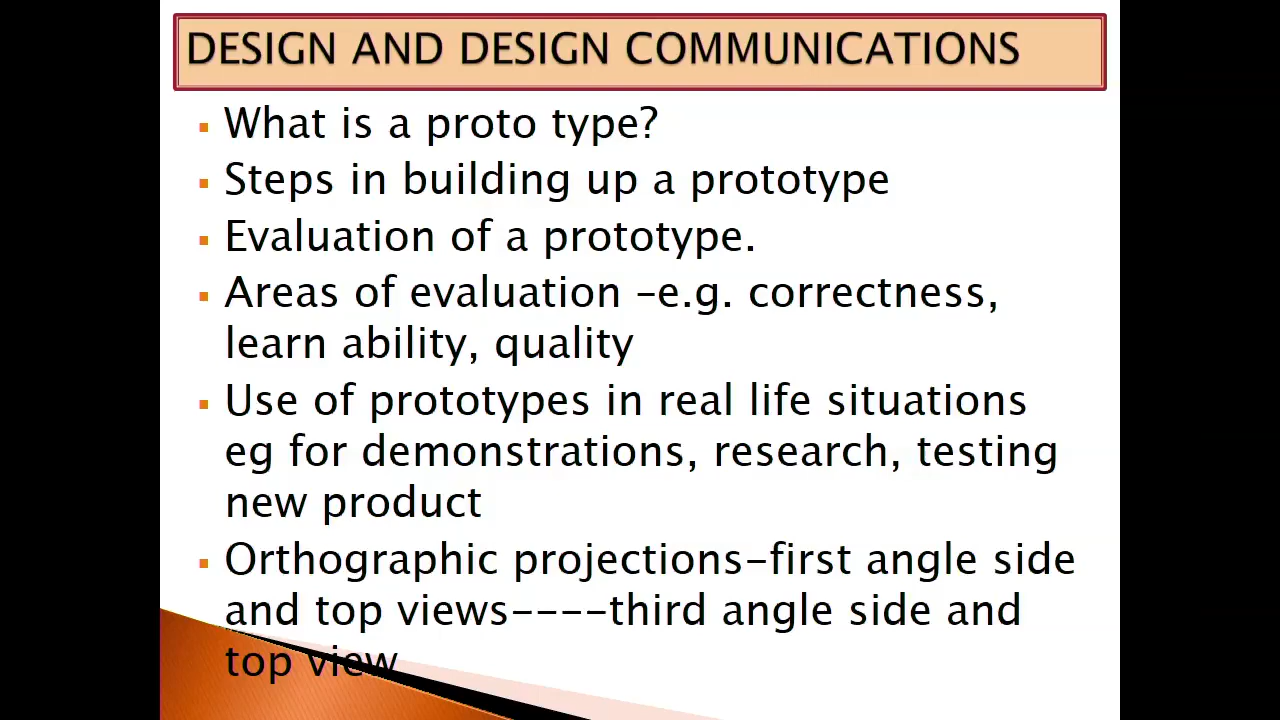 DESIGN AND DESIGN COMMUNICATIONS
What is a proto type?
Steps in building up a prototype
Evaluation of a prototype.
Areas of evaluation –e.g. correctness,
learn ability, quality
Use of prototypes in real life situations
eg for demonstrations, research, testing
new product
Orthographic projections-first angle side
and top views----third angle side and
top view